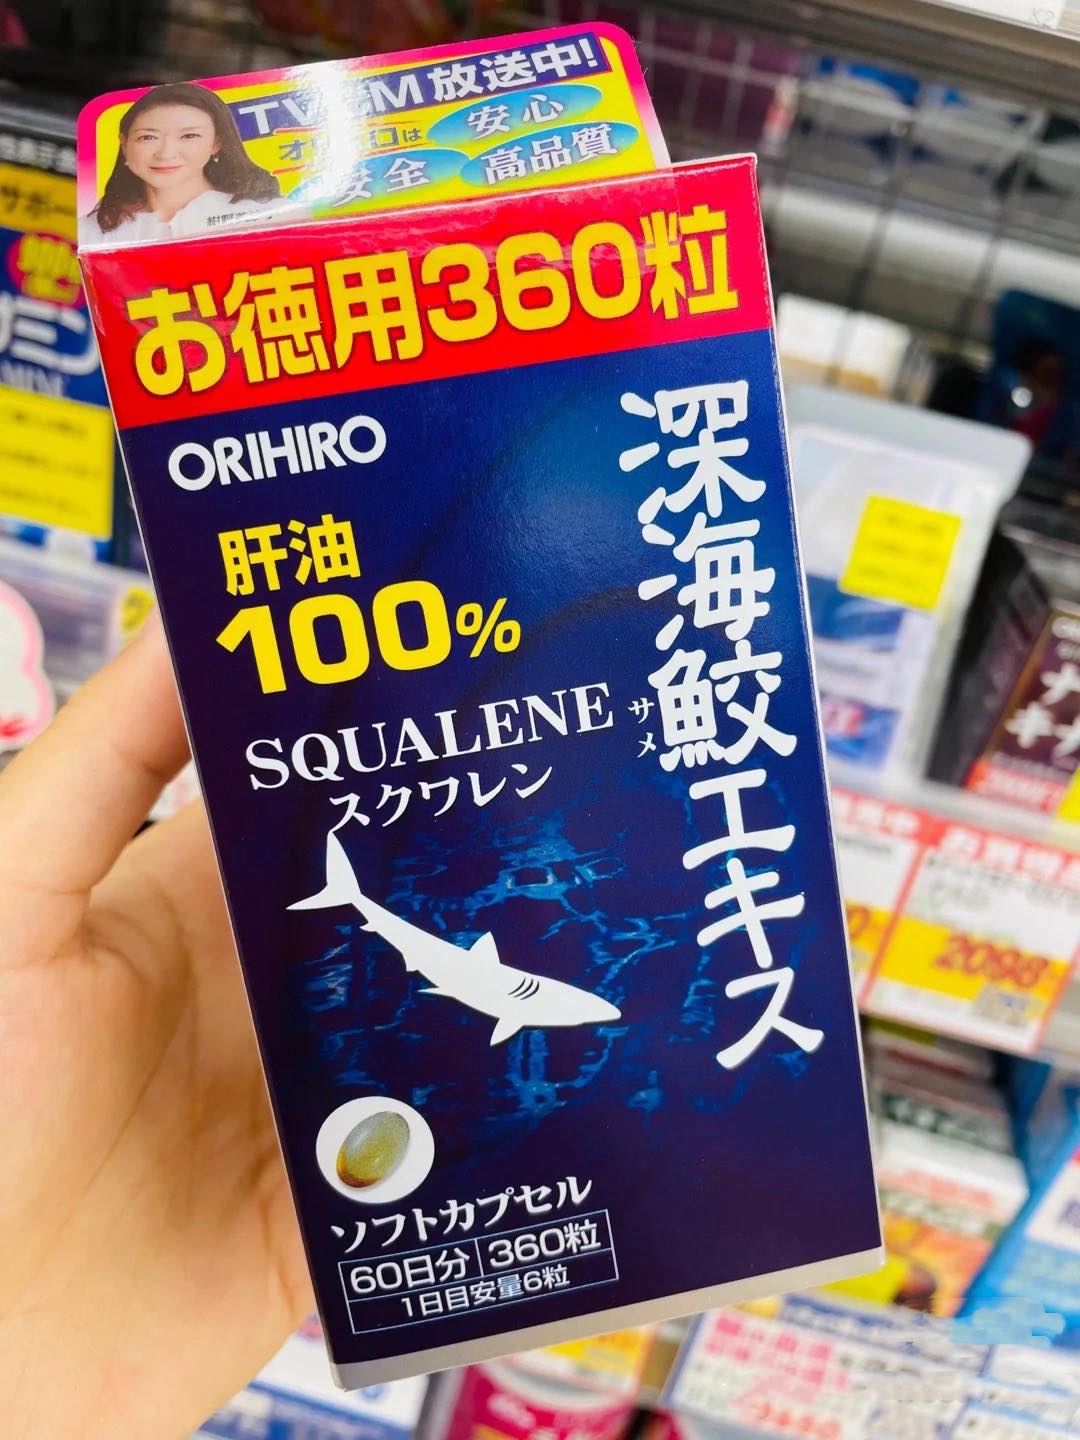 TVCM放送中!
オリヒロは
安心
安全
高品質
お徳用360粒
ORIHIRO
肝油
100%
SQUALENE
スクワレン
深海鮫エキス
サメ
ソフトカプセル
60日分 360粒
1日目安量6粒
2098